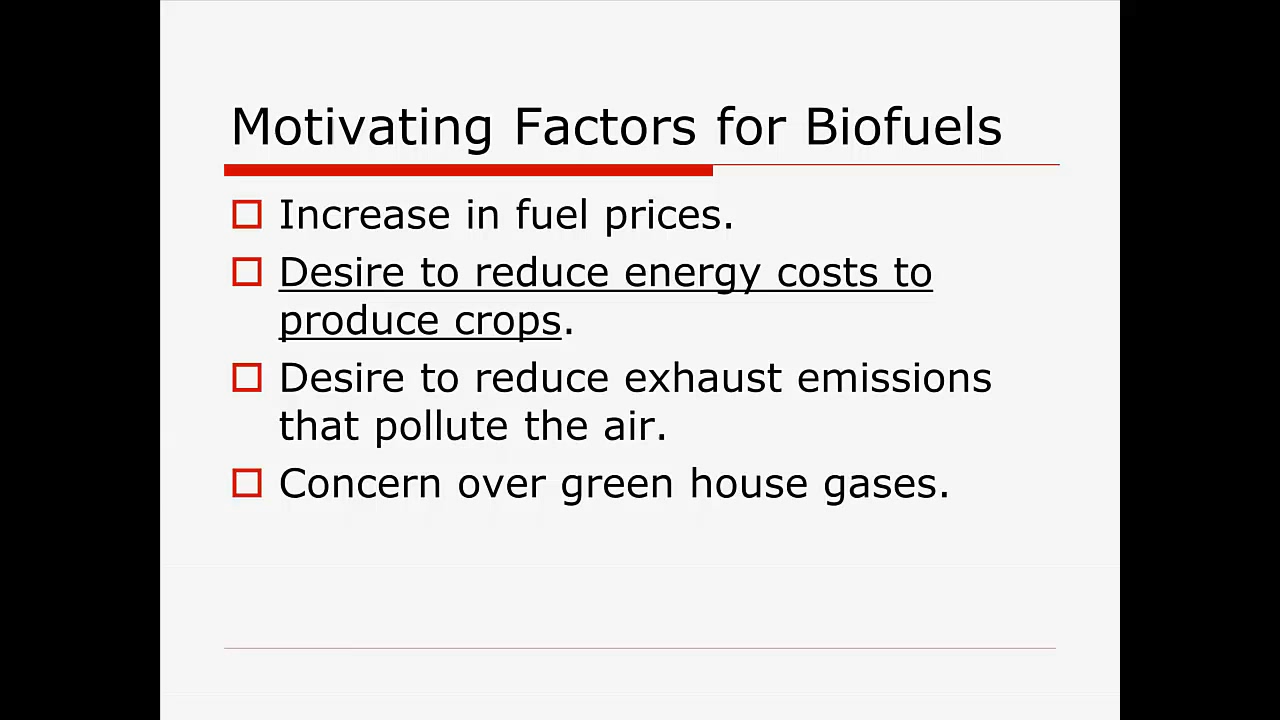 Motivating Factors for Biofuels
Increase in fuel prices.
Desire to reduce energy costs to
produce crops.
Desire to reduce exhaust emissions
that pollute the air.
Concern over green house gases.